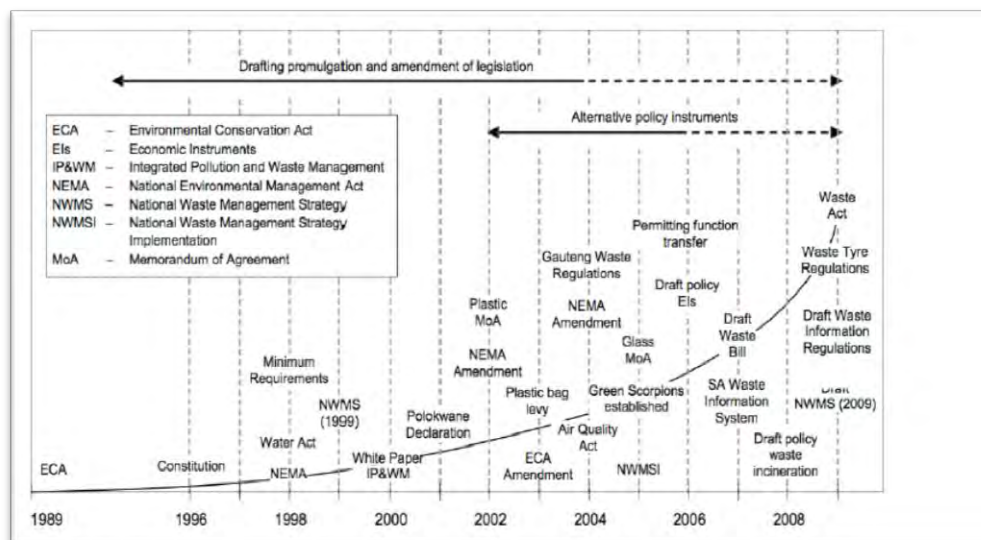 Drafting promulgation and amendment of legislation
Alternative policy instruments
ECA – Environmental Conservation Act
EIs – Economic Instruments
IP&WM – Integrated Pollution and Waste Management
NEMA – National Environmental Management Act
NWMS – National Waste Management Strategy
NWMSI – National Waste Management Strategy
Implementation
MoA – Memorandum of Agreement
ECA
Constitution
Minimum
Requirements
Water Act
NEMA
NWMS
(1999)
White Paper
IP&WM
Polokwane
Declaration
Plastic
MoA
NEMA
Amendment
Plastic bag
levy
ECA
Amendment
Gauteng Waste
Regulations
NEMA
Amendment
Air Quality
Act
Glass
MoA
Green Scorpions
established
NWMSI
Permitting function
transfer
Draft policy
EIs
Draft
Waste
Bill
SA Waste
Information
System
Draft policy
waste
incineration
Waste
Act
Waste Tyre
Regulations
Draft Waste
Information
Regulations
Draft
NWMS (2009)
1989 1996 1998 2000 2002 2004 2006 2008